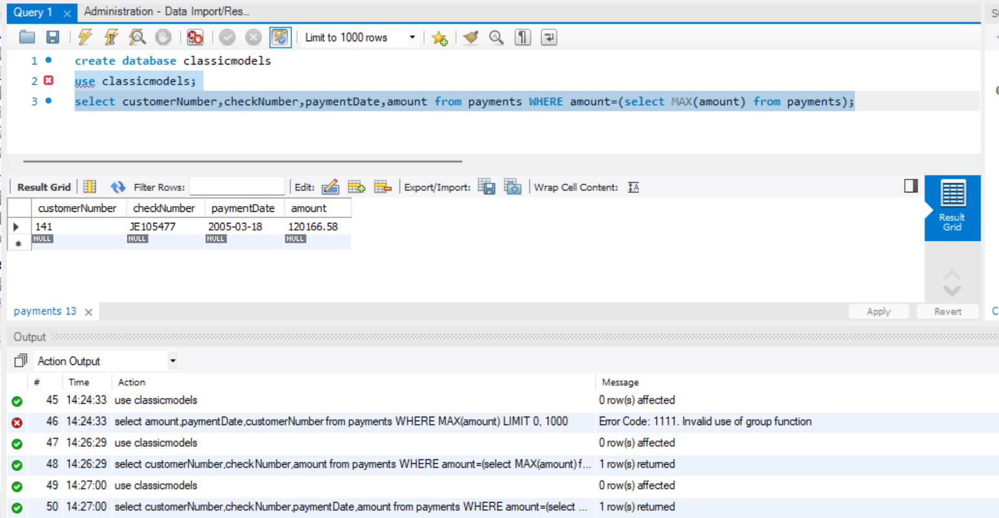 Query 1 Administration - Data Import/Res...
Limit to 1000 rows
1 create database classicmodels
2 use classicmodels;
3 select customerNumber,checkNumber,paymentDate,amount from payments WHERE amount=(select MAX(amount) from payments);
Result Grid Filter Rows: Edit: Export/Import: Wrap Cell Content:
Result
Grid
customerNumber checkNumber paymentDate amount
141 JE105477 2005-03-18 120166.58
NULL NULL NULL NULL
payments 13 Apply Revert
Output
Action Output
# Time Action Message
45 14:24:33 use classicmodels 0 row(s) affected
46 14:24:33 select amount,paymentDate,customerNumber from payments WHERE MAX(amount) LIMIT 0, 1000 Error Code: 1111. Invalid use of group function
47 14:26:29 use classicmodels 0 row(s) affected
48 14:26:29 select customerNumber,checkNumber,amount from payments WHERE amount=(select MAX(amount) f... 1 row(s) returned
49 14:27:00 use classicmodels 0 row(s) affected
50 14:27:00 select customerNumber,checkNumber,paymentDate,amount from payments WHERE amount=(select ... 1 row(s) returned